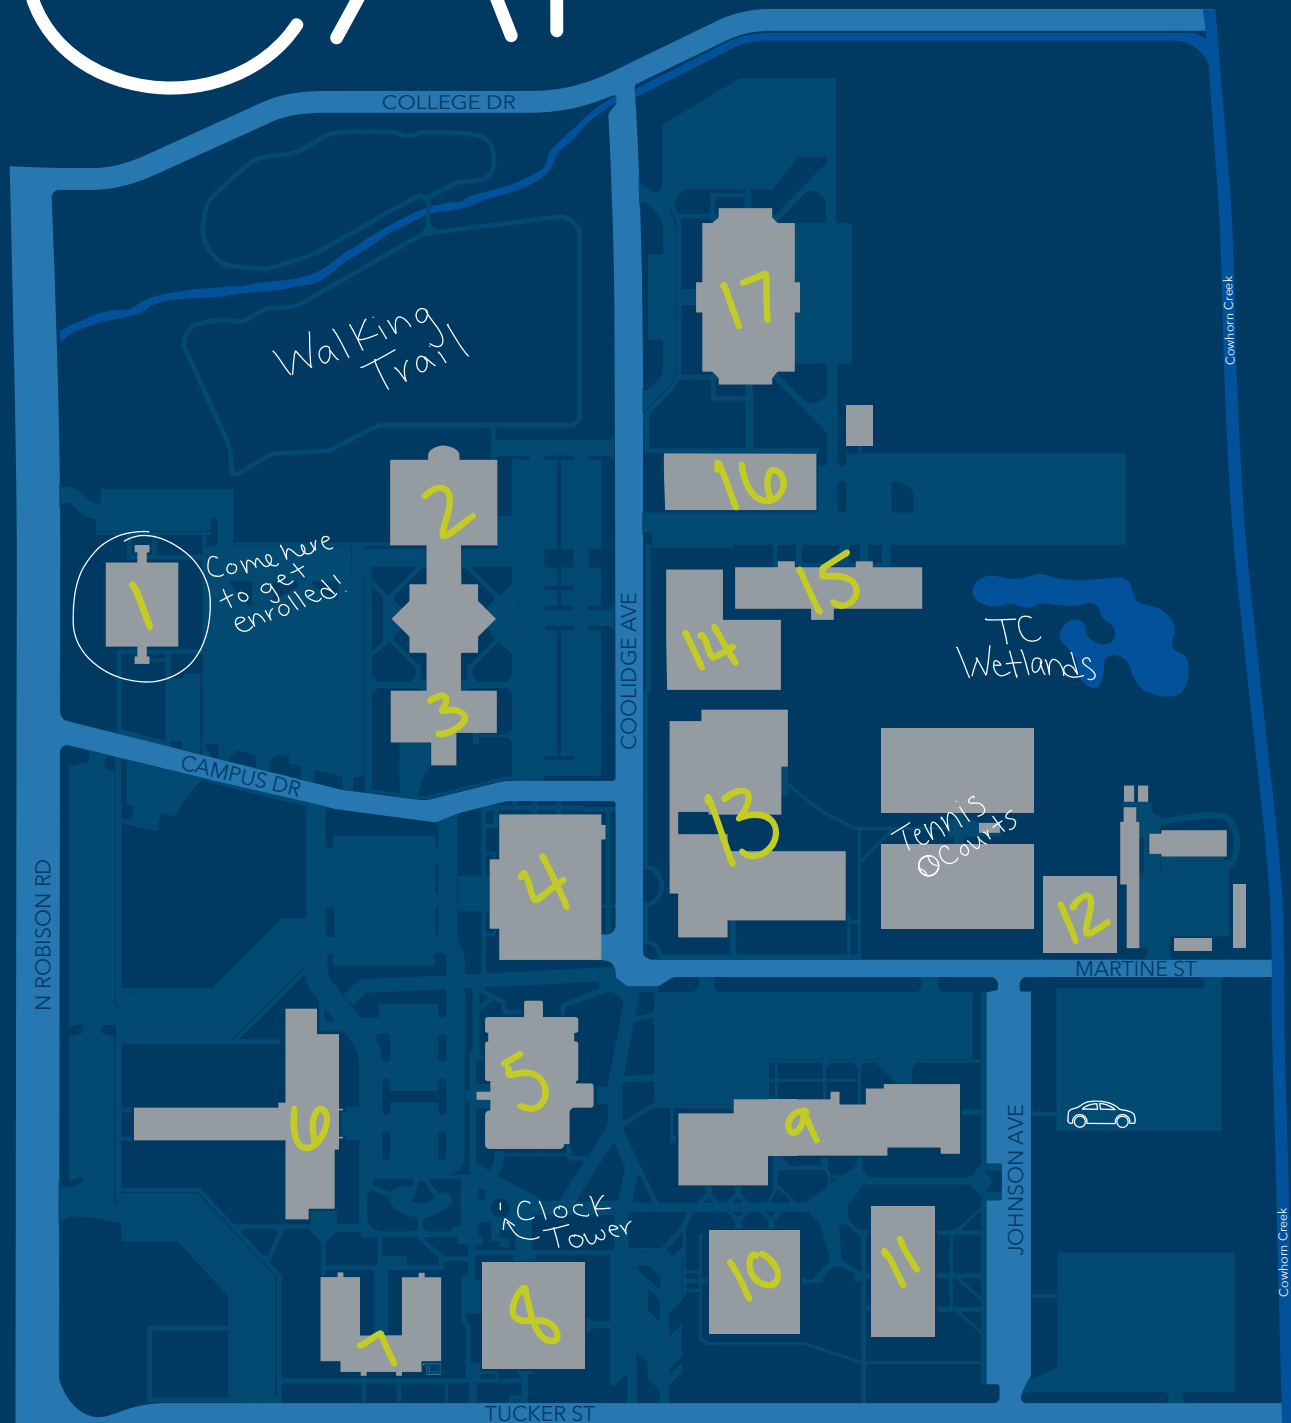 COLLEGE DR
17
Cowhorn Creek
Walking
Trail
2
16
1
Come here
to get
enrolled!
15
14
TC
Wetlands
3
COOLIDGE AVE
CAMPUS DR
13
Tennis
Courts
4
12
N ROBISON RD
MARTINE ST
5
6
9
JOHNSON AVE
Clock
Tower
Cowhorn Creek
10
11
8
7
TUCKER ST